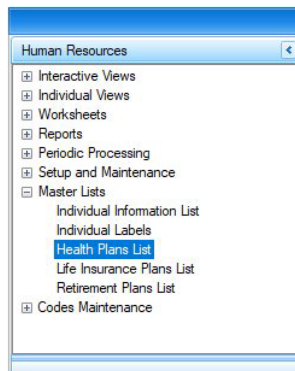 Human Resources
Interactive Views
Individual Views
Worksheets
Reports
Periodic Processing
Setup and Maintenance
Master Lists
Individual Information List
Individual Labels
Health Plans List
Life Insurance Plans List
Retirement Plans List
Codes Maintenance